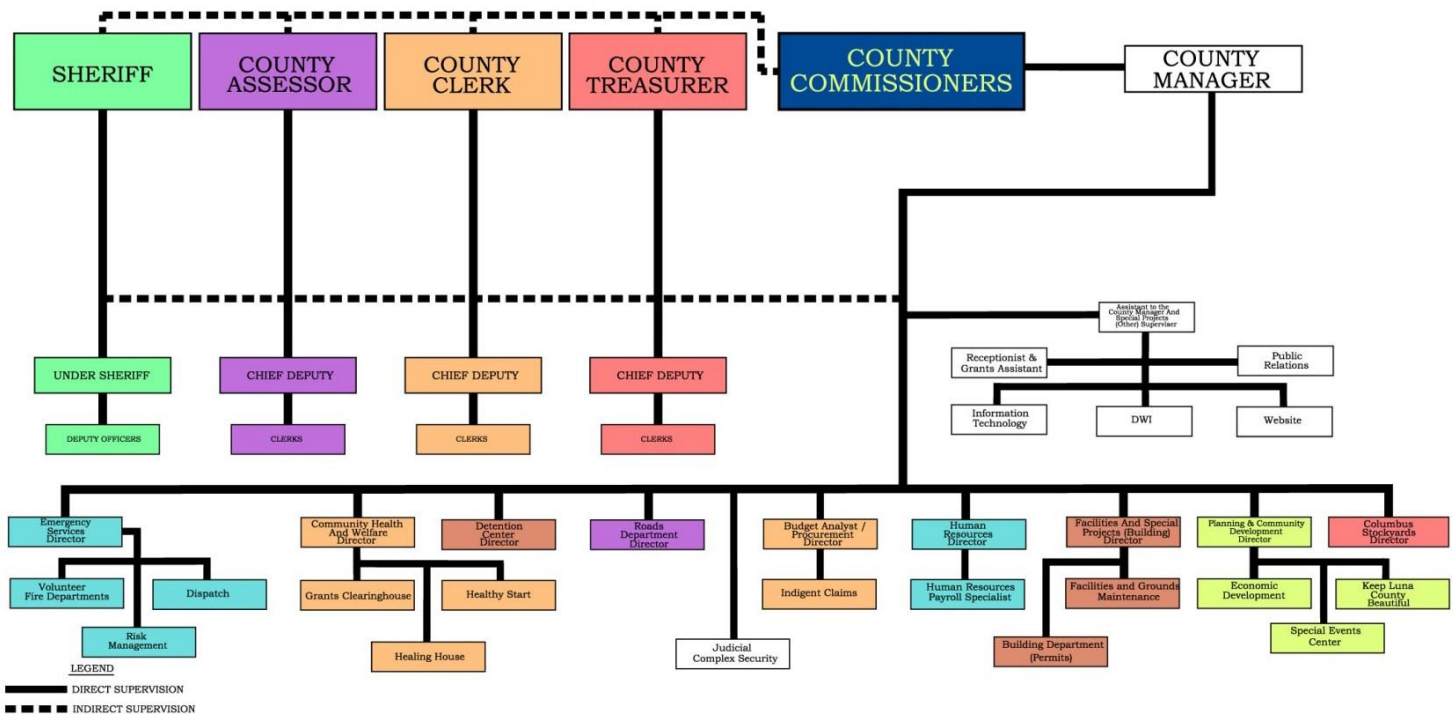 SHERIFF
COUNTY
ASSESSOR
COUNTY
CLERK
COUNTY
TREASURER
COUNTY
COMMISSIONERS
COUNTY
MANAGER
Assistant to the
County Manager And
Special Projects
(Other) Superviser
Receptionist &
Grants Assistant
Public
Relations
Information
Technology
DWI
Website
UNDER SHERIFF
CHIEF DEPUTY
CHIEF DEPUTY
CHIEF DEPUTY
DEPUTY OFFICERS
CLERKS
CLERKS
CLERKS
Emergency
Services
Director
Community Health
And Welfare
Director
Detention
Center
Director
Roads
Department
Director
Budget Analyst /
Procurement
Director
Human
Resources
Director
Facilities And Special
Projects (Building)
Director
Planning & Community
Development
Director
Columbus
Stockyards
Director
Volunteer
Fire Departments
Dispatch
Risk
Management
Grants Clearinghouse
Healthy Start
Healing House
Judicial
Complex Security
Indigent Claims
Human Resources
Payroll Specialist
Facilities and Grounds
Maintenance
Building Department
(Permits)
Economic
Development
Keep Luna
County
Beautiful
Special Events
Center
LEGEND
DIRECT SUPERVISION
INDIRECT SUPERVISION